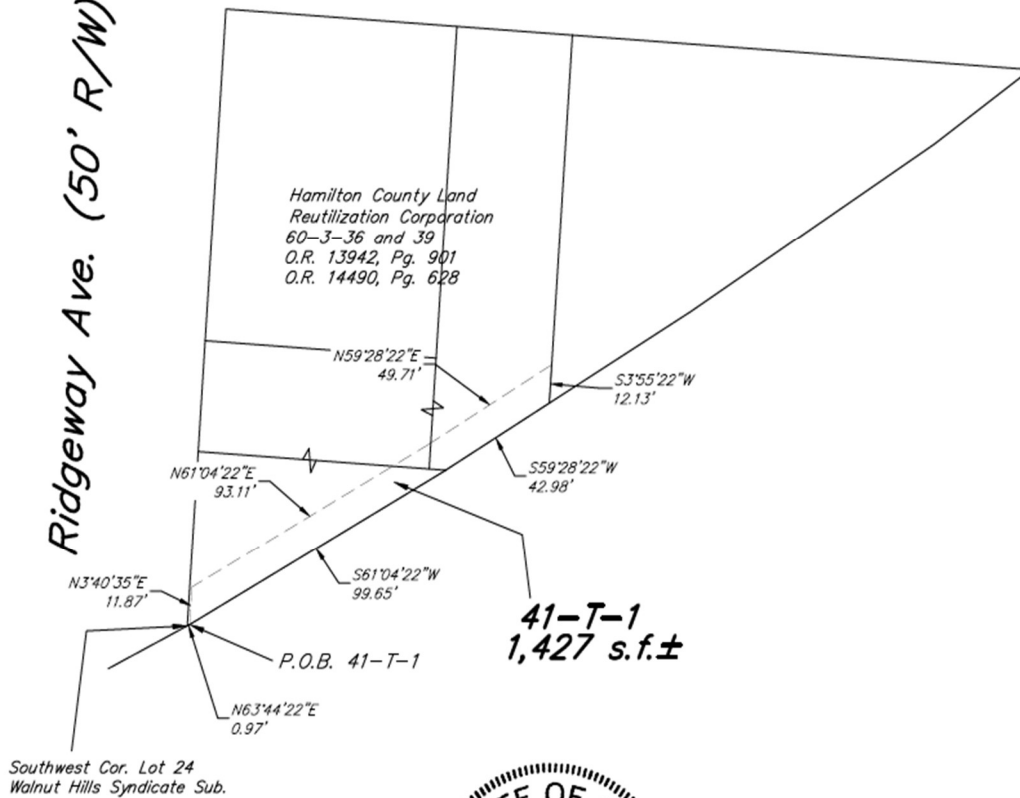 Ridgeway Ave. (50' R/W)
Hamilton County Land
Reutilization Corporation
60-3-36 and 39
O.R. 13942, Pg. 901
O.R. 14490, Pg. 628
N59°28'22"E
49.71'
S3°55'22"W
12.13'
N61°04'22"E
93.11'
S59°28'22"W
42.98'
N3°40'35"E
11.87'
S61°04'22"W
99.65'
41-T-1
1,427 s.f.±
P.O.B. 41-T-1
N63°44'22"E
0.97'
Southwest Cor. Lot 24
Walnut Hills Syndicate Sub.
OF